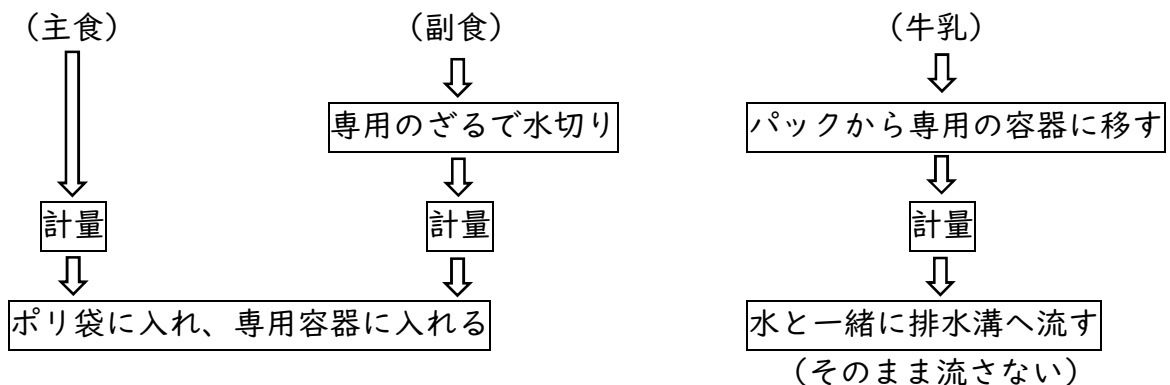 （主食）
（副食）
（牛乳）
専用のざるで水切り
パックから専用の容器に移す
計量
計量
計量
ポリ袋に入れ、専用容器に入れる
水と一緒に排水溝へ流す
（そのまま流さない）